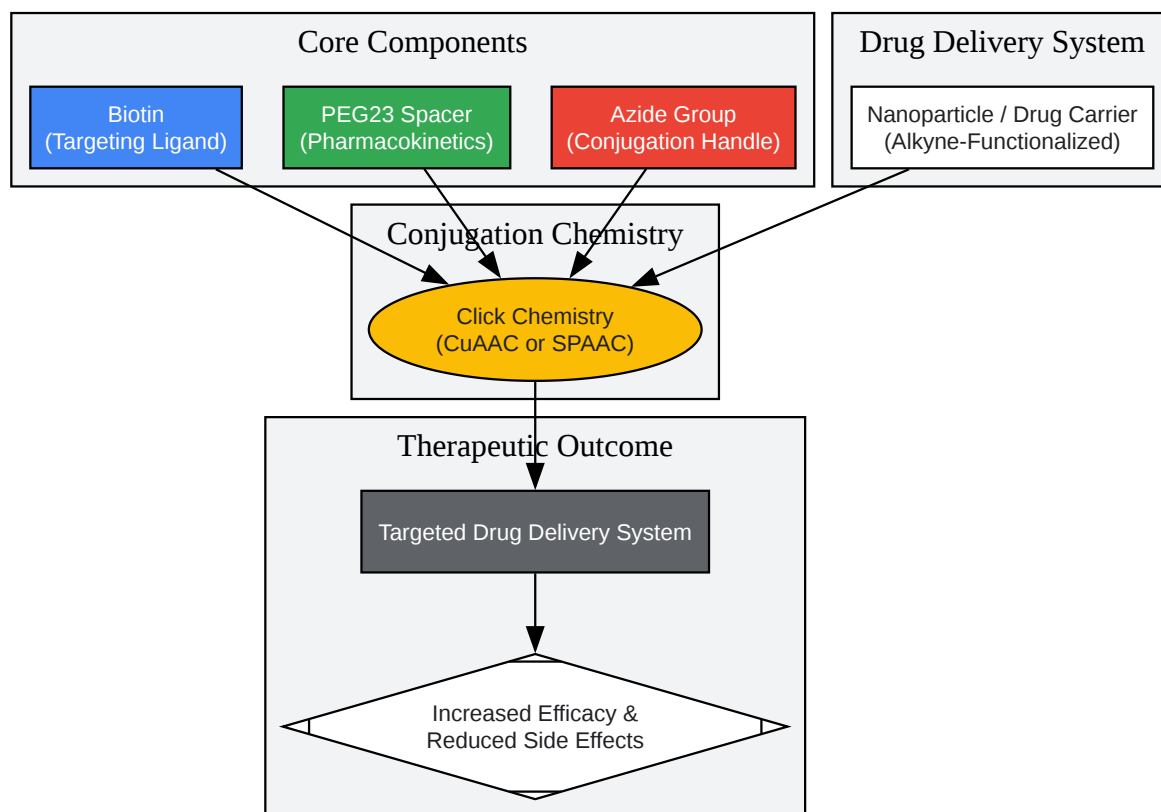 Core Components
Drug Delivery System
Biotin
(Targeting Ligand)
PEG23 Spacer
(Pharmacokinetics)
Azide Group
(Conjugation Handle)
Nanoparticle / Drug Carrier
(Alkyne-Functionalized)
Conjugation Chemistry
Click Chemistry
(CuAAC or SPAAC)
Therapeutic Outcome
Targeted Drug Delivery System
Increased Efficacy &
Reduced Side Effects